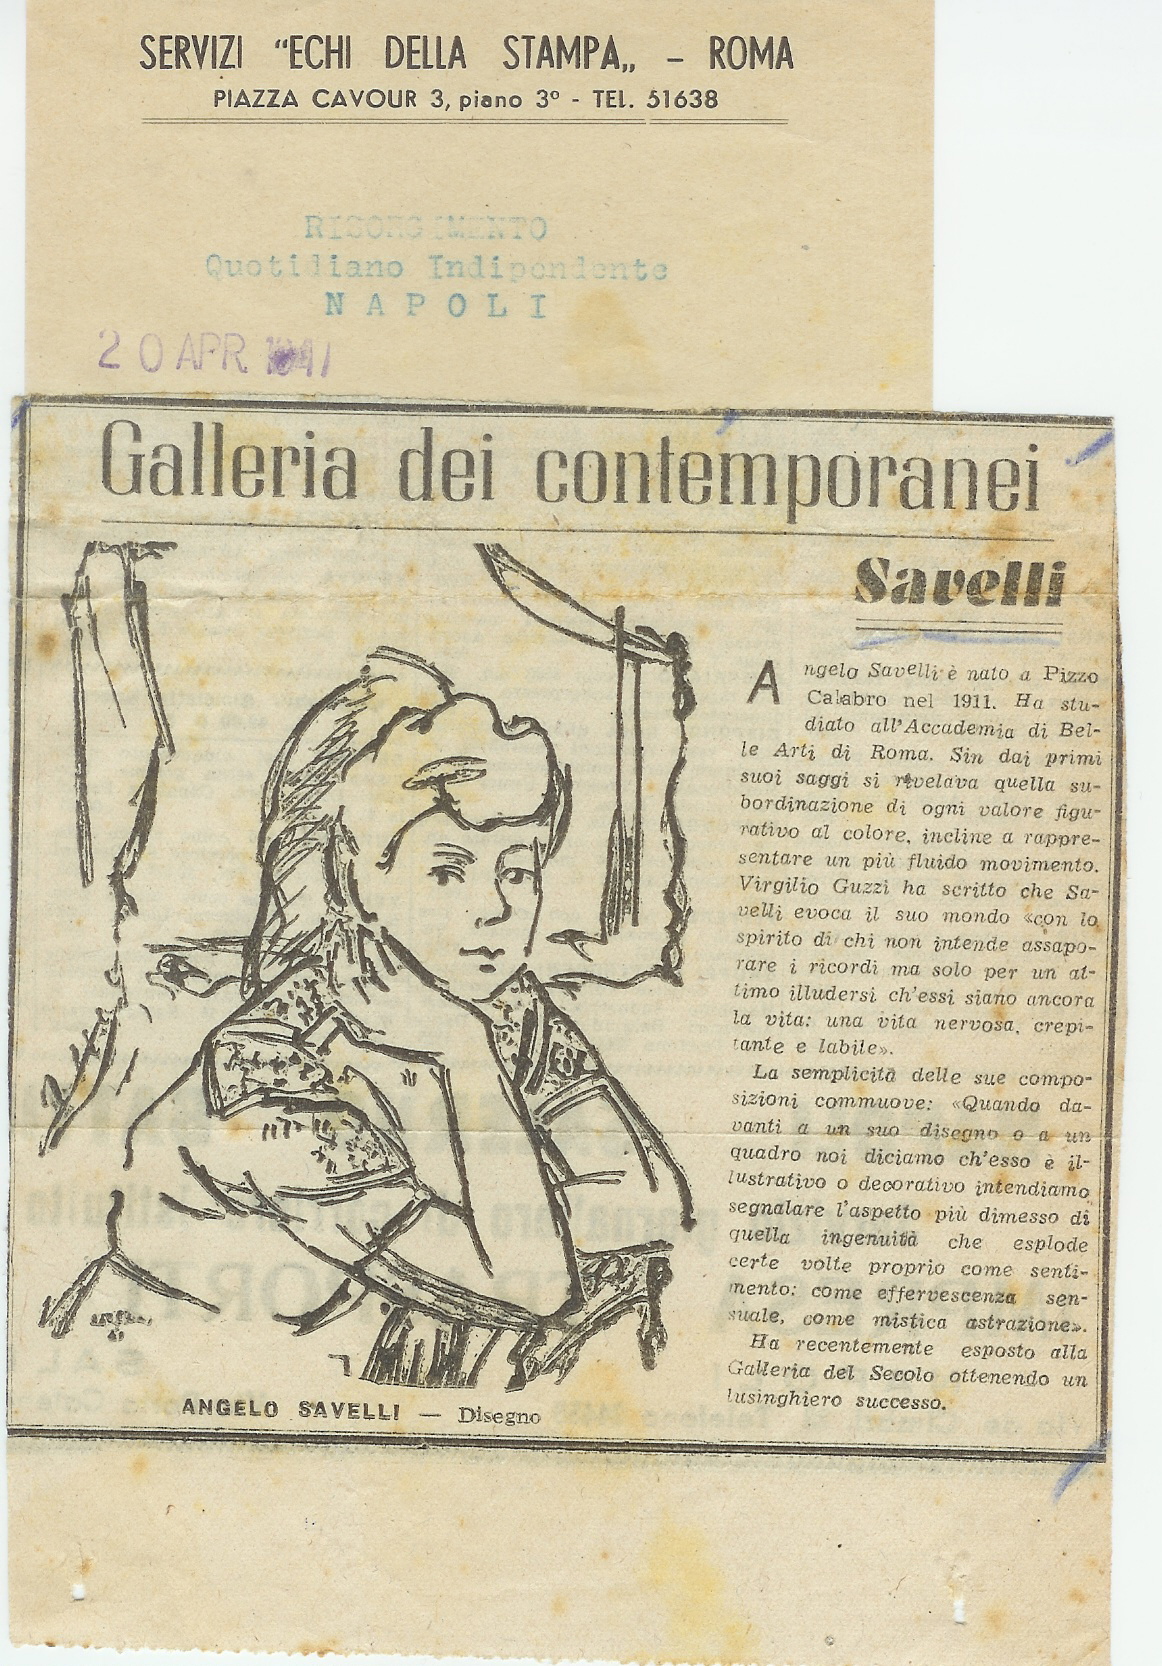 SERVIZI “ECHI DELLA STAMPA„ – ROMA
PIAZZA CAVOUR 3, piano 3º - TEL. 51638
RISORGIMENTO
Quotidiano Indipendente
NAPOLI
20 APR 1947
Galleria dei contemporanei
Savelli
Angelo Savelli è nato a Pizzo
Calabro nel 1911. Ha stu-
diato all'Accademia di Bel-
le Arti di Roma. Sin dai primi
suoi saggi si rivelava quella su-
bordinazione di ogni valore figu-
rativo al colore, incline a rappre-
sentare un più fluido movimento.
Virgilio Guzzi ha scritto che Sa-
velli evoca il suo mondo «con lo
spirito di chi non intende assapo-
rare i ricordi ma solo per un at-
timo illudersi ch'essi siano ancora
la vita: una vita nervosa, crepi-
tante e labile».
La semplicità delle sue compo-
sizioni commuove: «Quando da-
vanti a un suo disegno o a un
quadro noi diciamo ch'esso è il-
lustrativo o decorativo intendiamo
segnalare l'aspetto più dimesso di
quella ingenuità che esplode
certe volte proprio come senti-
mento: come effervescenza sen-
suale, come mistica astrazione».
Ha recentemente esposto alla
Galleria del Secolo ottenendo un
lusinghiero successo.
ANGELO SAVELLI — Disegno